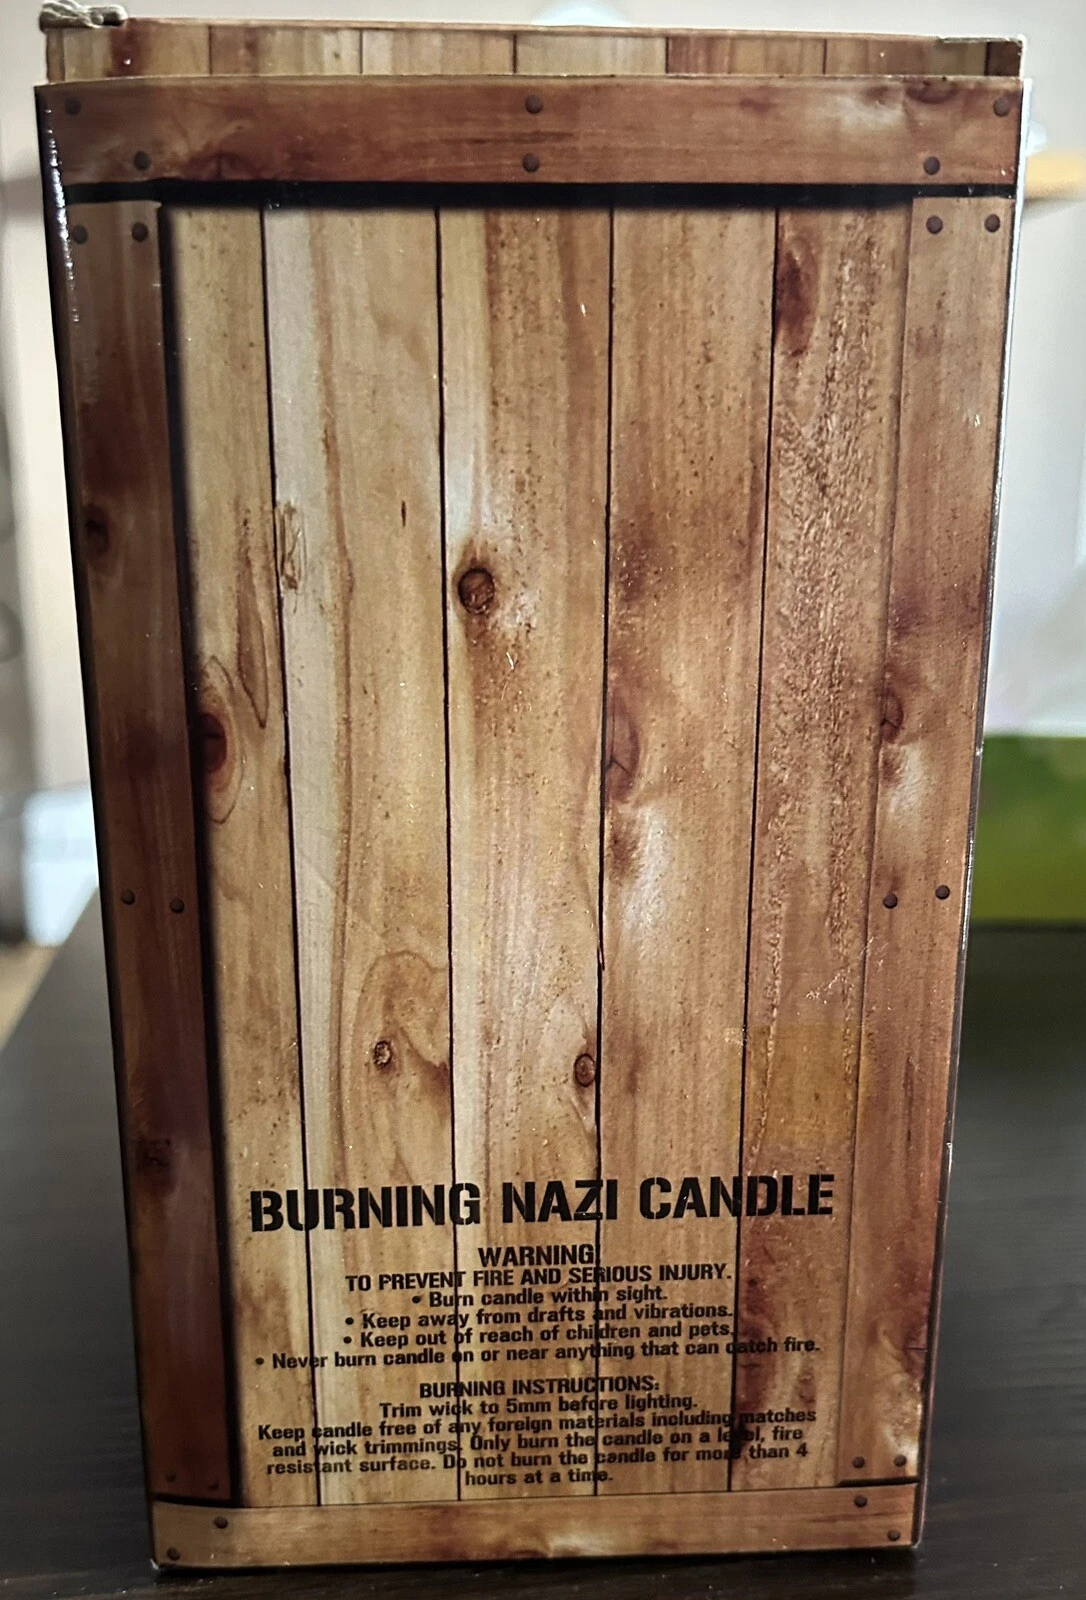 BURNING NAZI CANDLE
WARNING!
TO PREVENT FIRE AND SERIOUS INJURY.
• Burn candle within sight.
• Keep away from drafts and vibrations.
• Keep out of reach of children and pets.
• Never burn candle on or near anything that can catch fire.
BURNING INSTRUCTIONS:
Trim wick to 5mm before lighting.
Keep candle free of any foreign materials including matches
and wick trimmings. Only burn the candle on a level, fire
resistant surface. Do not burn the candle for more than 4
hours at a time.